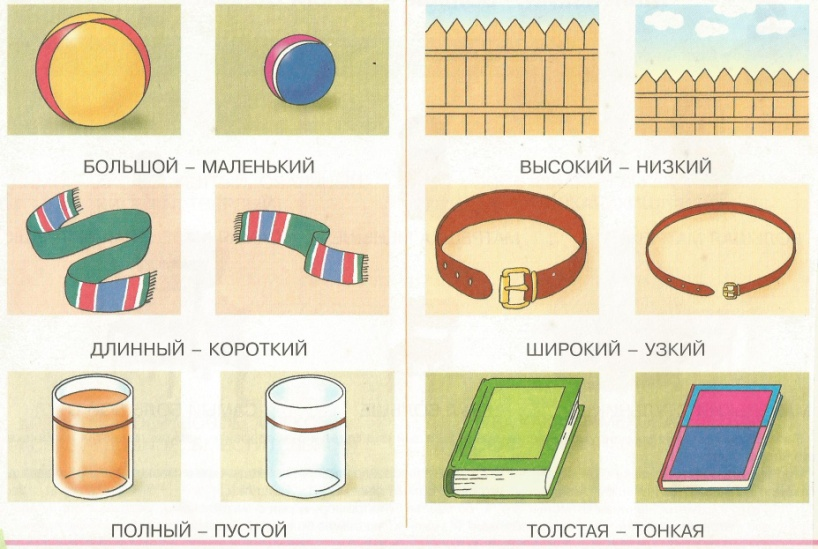 БОЛЬШОЙ – МАЛЕНЬКИЙ
ВЫСОКИЙ – НИЗКИЙ
ДЛИННЫЙ – КОРОТКИЙ
ШИРОКИЙ – УЗКИЙ
ПОЛНЫЙ – ПУСТОЙ
ТОЛСТАЯ – ТОНКАЯ